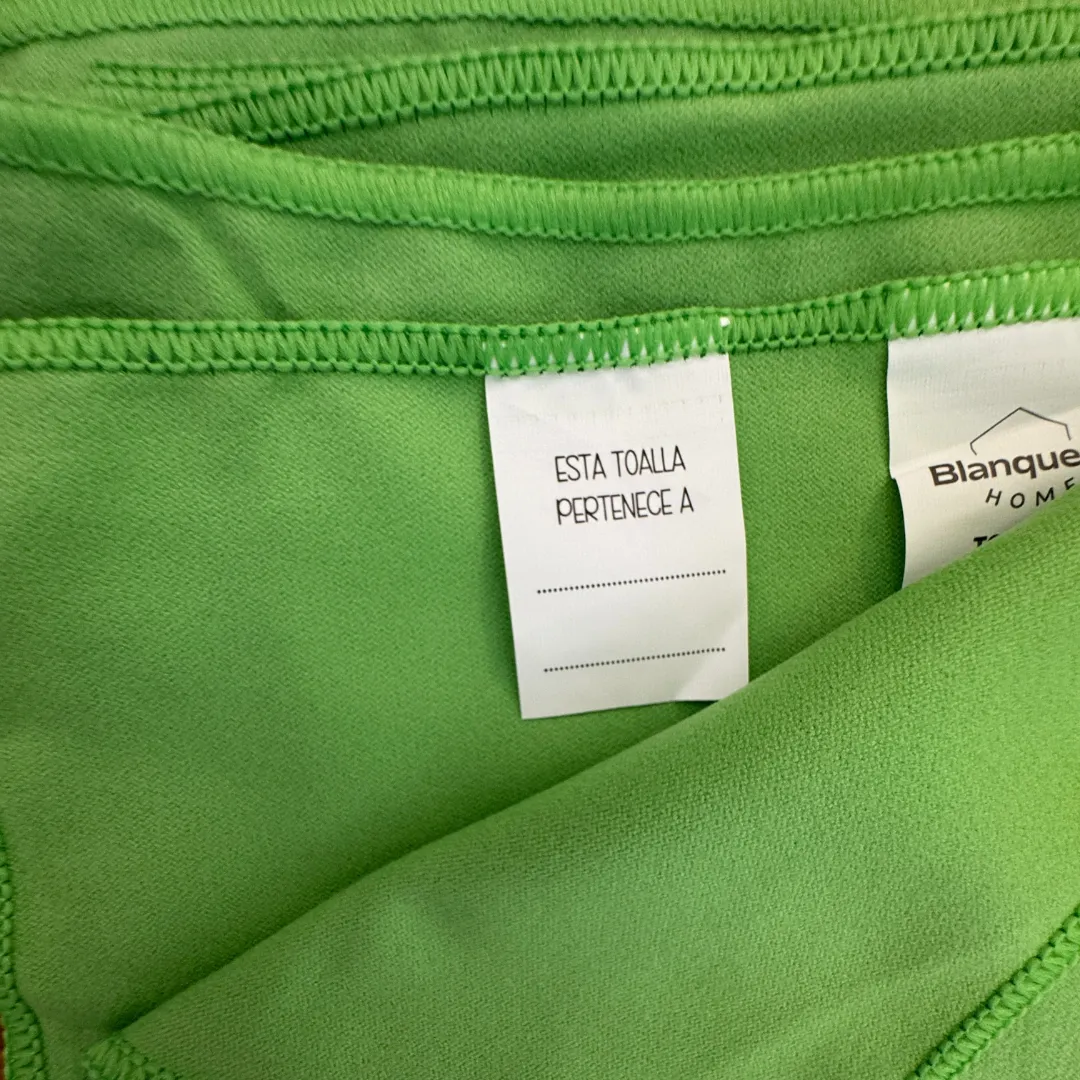 ESTA TOALLA
PERTENECE A
Blanque
HOME